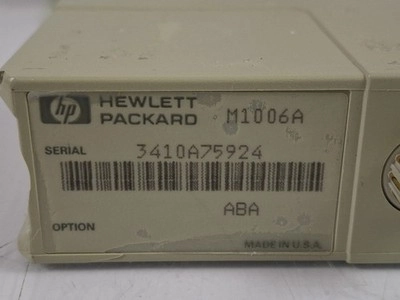 hp HEWLETT PACKARD M1006A
SERIAL 3410A75924
ABA
OPTION
MADE IN U.S.A.